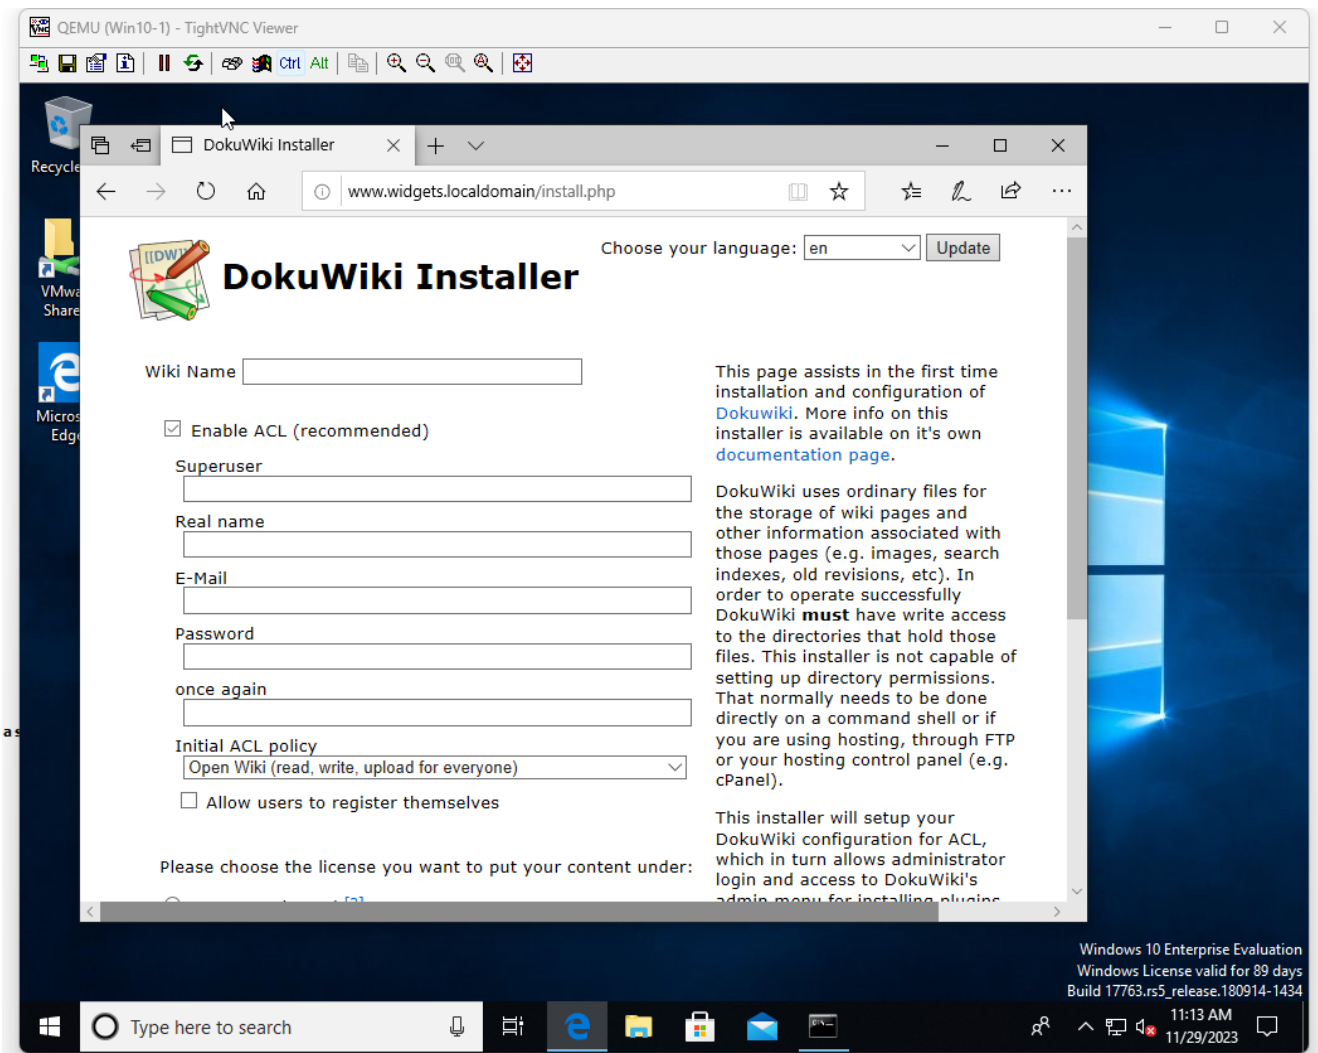 QEMU (Win10-1) - TightVNC Viewer
Ctrl Alt
Recycle
DokuWiki Installer
www.widgets.localdomain/install.php
[[DW]]
DokuWiki Installer
Choose your language: en Update
VMwa
Share
Micros
Edge
Wiki Name
Enable ACL (recommended)
Superuser
Real name
E-Mail
Password
once again
Initial ACL policy
Open Wiki (read, write, upload for everyone)
Allow users to register themselves
Please choose the license you want to put your content under:
[?]
This page assists in the first time
installation and configuration of
Dokuwiki. More info on this
installer is available on it's own
documentation page.
DokuWiki uses ordinary files for
the storage of wiki pages and
other information associated with
those pages (e.g. images, search
indexes, old revisions, etc). In
order to operate successfully
DokuWiki must have write access
to the directories that hold those
files. This installer is not capable of
setting up directory permissions.
That normally needs to be done
directly on a command shell or if
you are using hosting, through FTP
or your hosting control panel (e.g.
cPanel).
This installer will setup your
DokuWiki configuration for ACL,
which in turn allows administrator
login and access to DokuWiki's
admin menu for installing plugins
as
Windows 10 Enterprise Evaluation
Windows License valid for 89 days
Build 17763.rs5_release.180914-1434
Type here to search
11:13 AM
11/29/2023